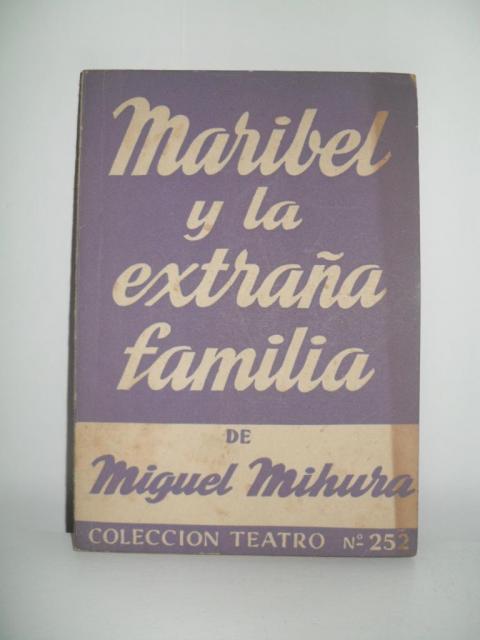 Maribel
y la
extraña
familia
DE
Miguel Mihura
COLECCION TEATRO Nº 252